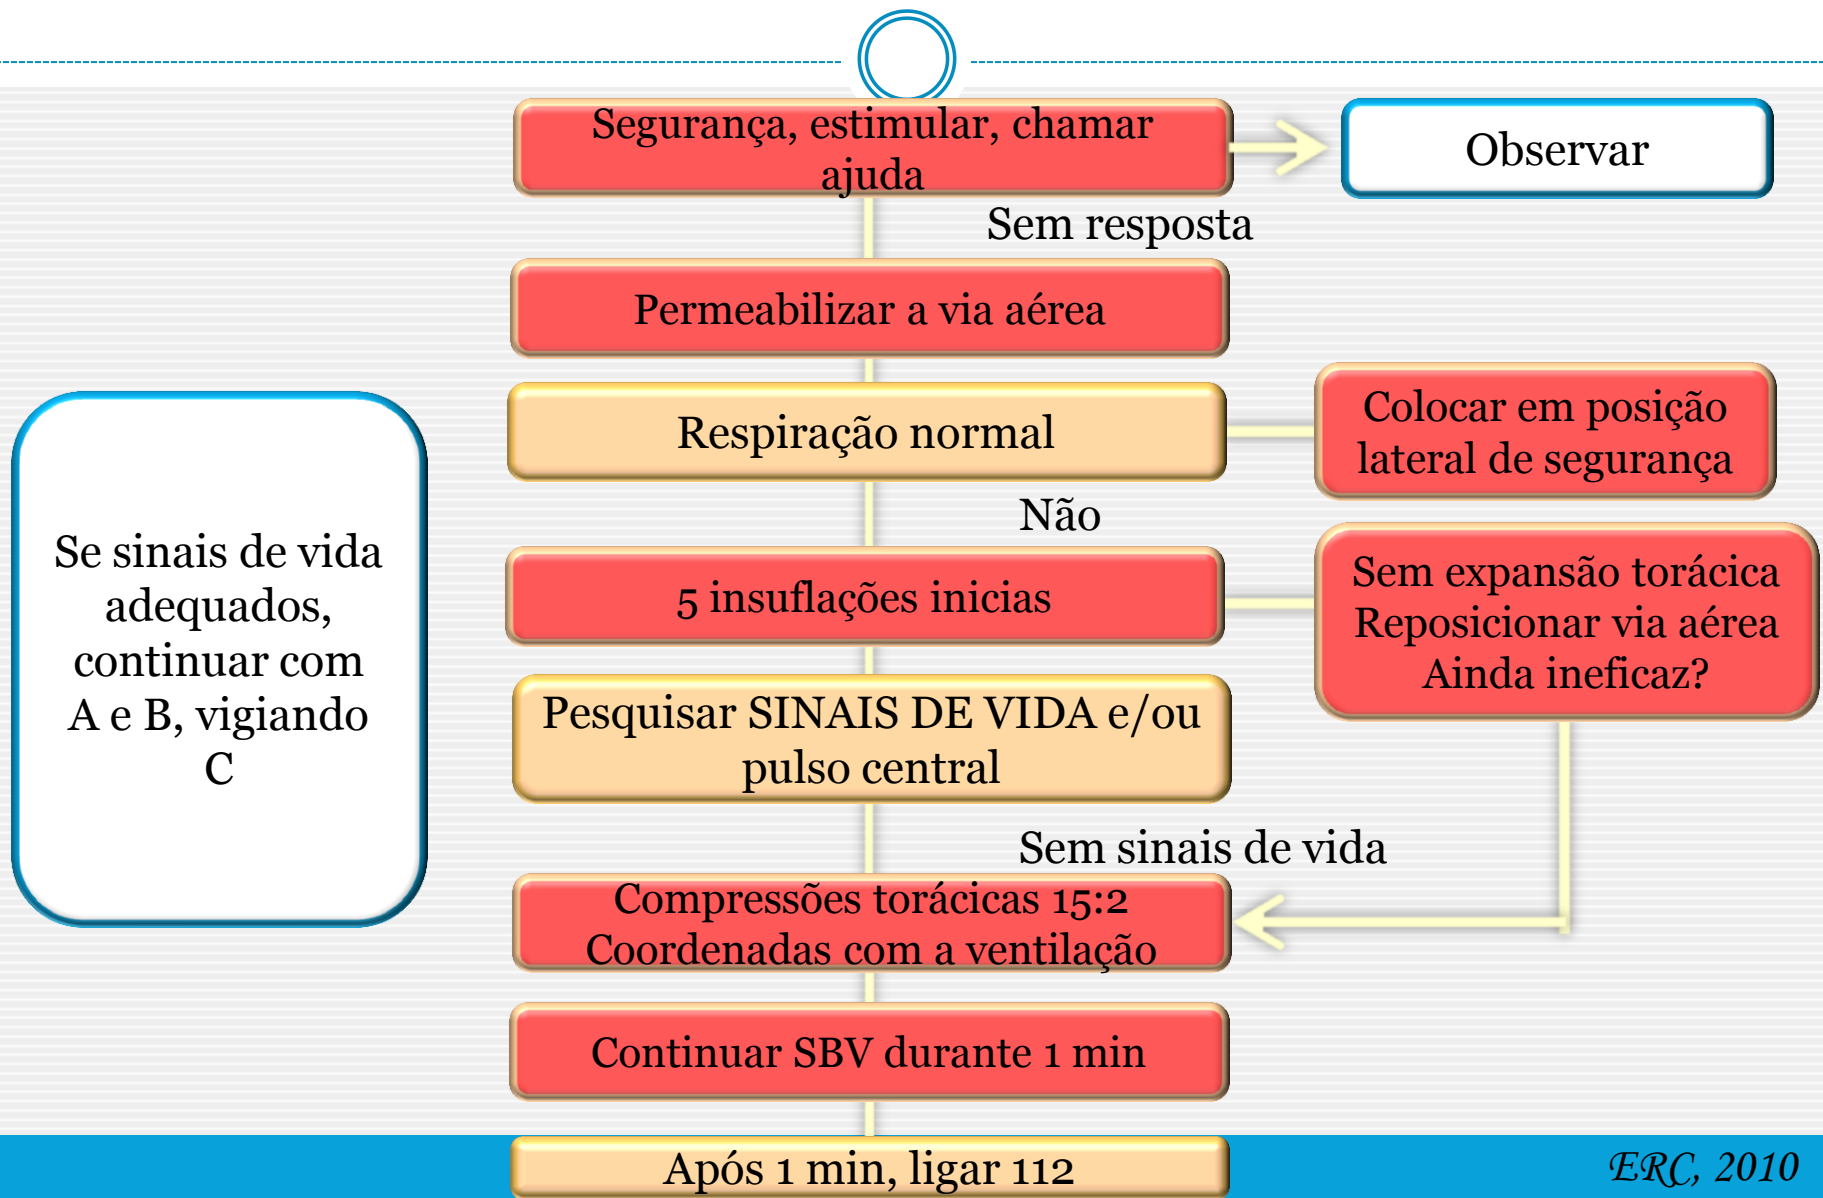 Segurança, estimular, chamar
ajuda
Observar
Sem resposta
Permeabilizar a via aérea
Respiração normal
Colocar em posição
lateral de segurança
Não
5 insuflações inicias
Sem expansão torácica
Reposicionar via aérea
Ainda ineficaz?
Se sinais de vida
adequados,
continuar com
A e B, vigiando
C
Pesquisar SINAIS DE VIDA e/ou
pulso central
Sem sinais de vida
Compressões torácicas 15:2
Coordenadas com a ventilação
Continuar SBV durante 1 min
Após 1 min, ligar 112
ERC, 2010